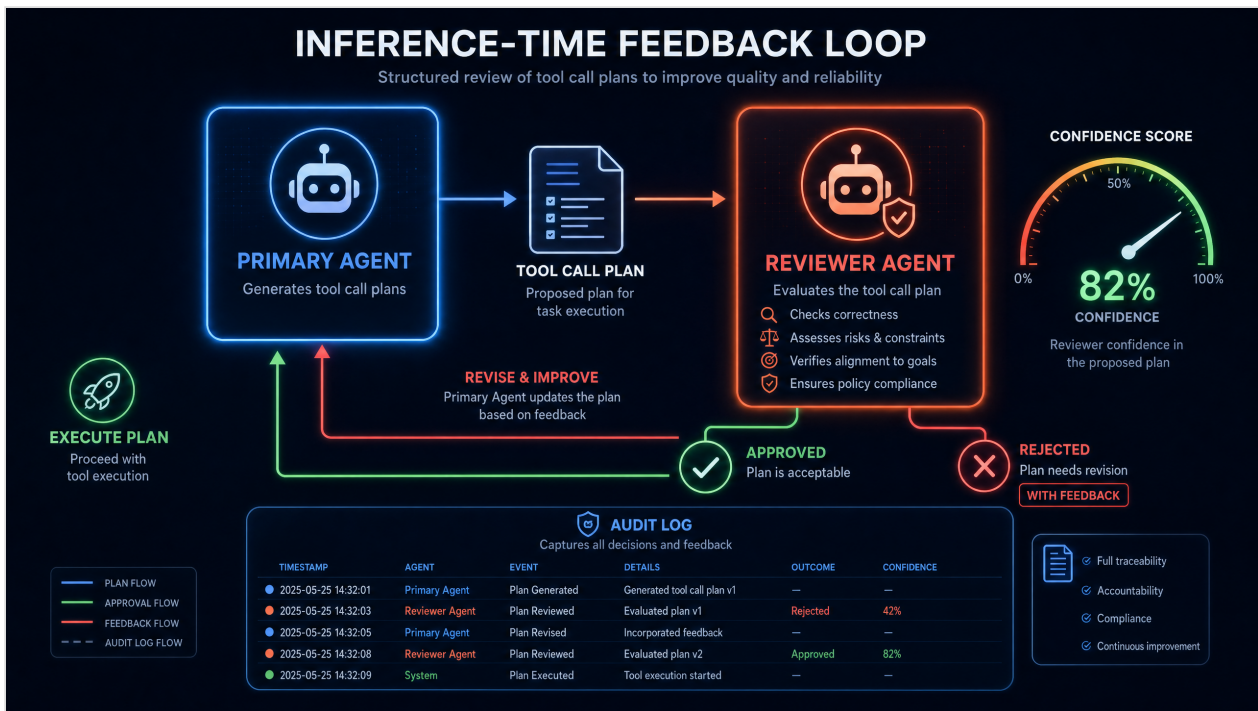 INFERENCE-TIME FEEDBACK LOOP
Structured review of tool call plans to improve quality and reliability
PRIMARY AGENT
Generates tool call plans
TOOL CALL PLAN
Proposed plan for
task execution
REVIEWER AGENT
Evaluates the tool call plan
Checks correctness
Assesses risks & constraints
Verifies alignment to goals
Ensures policy compliance
CONFIDENCE SCORE
50%
0%
100%
82%
CONFIDENCE
Reviewer confidence in
the proposed plan
EXECUTE PLAN
Proceed with
tool execution
REVISE & IMPROVE
Primary Agent updates the plan
based on feedback
APPROVED
Plan is acceptable
REJECTED
Plan needs revision
WITH FEEDBACK
AUDIT LOG
Captures all decisions and feedback
TIMESTAMP AGENT EVENT DETAILS OUTCOME CONFIDENCE
2025-05-25 14:32:01 Primary Agent Plan Generated Generated tool call plan v1 — —
2025-05-25 14:32:03 Reviewer Agent Plan Reviewed Evaluated plan v1 Rejected 42%
2025-05-25 14:32:05 Primary Agent Plan Revised Incorporated feedback — —
2025-05-25 14:32:08 Reviewer Agent Plan Reviewed Evaluated plan v2 Approved 82%
2025-05-25 14:32:09 System Plan Executed Tool execution started — —
PLAN FLOW
APPROVAL FLOW
FEEDBACK FLOW
AUDIT LOG FLOW
Full traceability
Accountability
Compliance
Continuous improvement